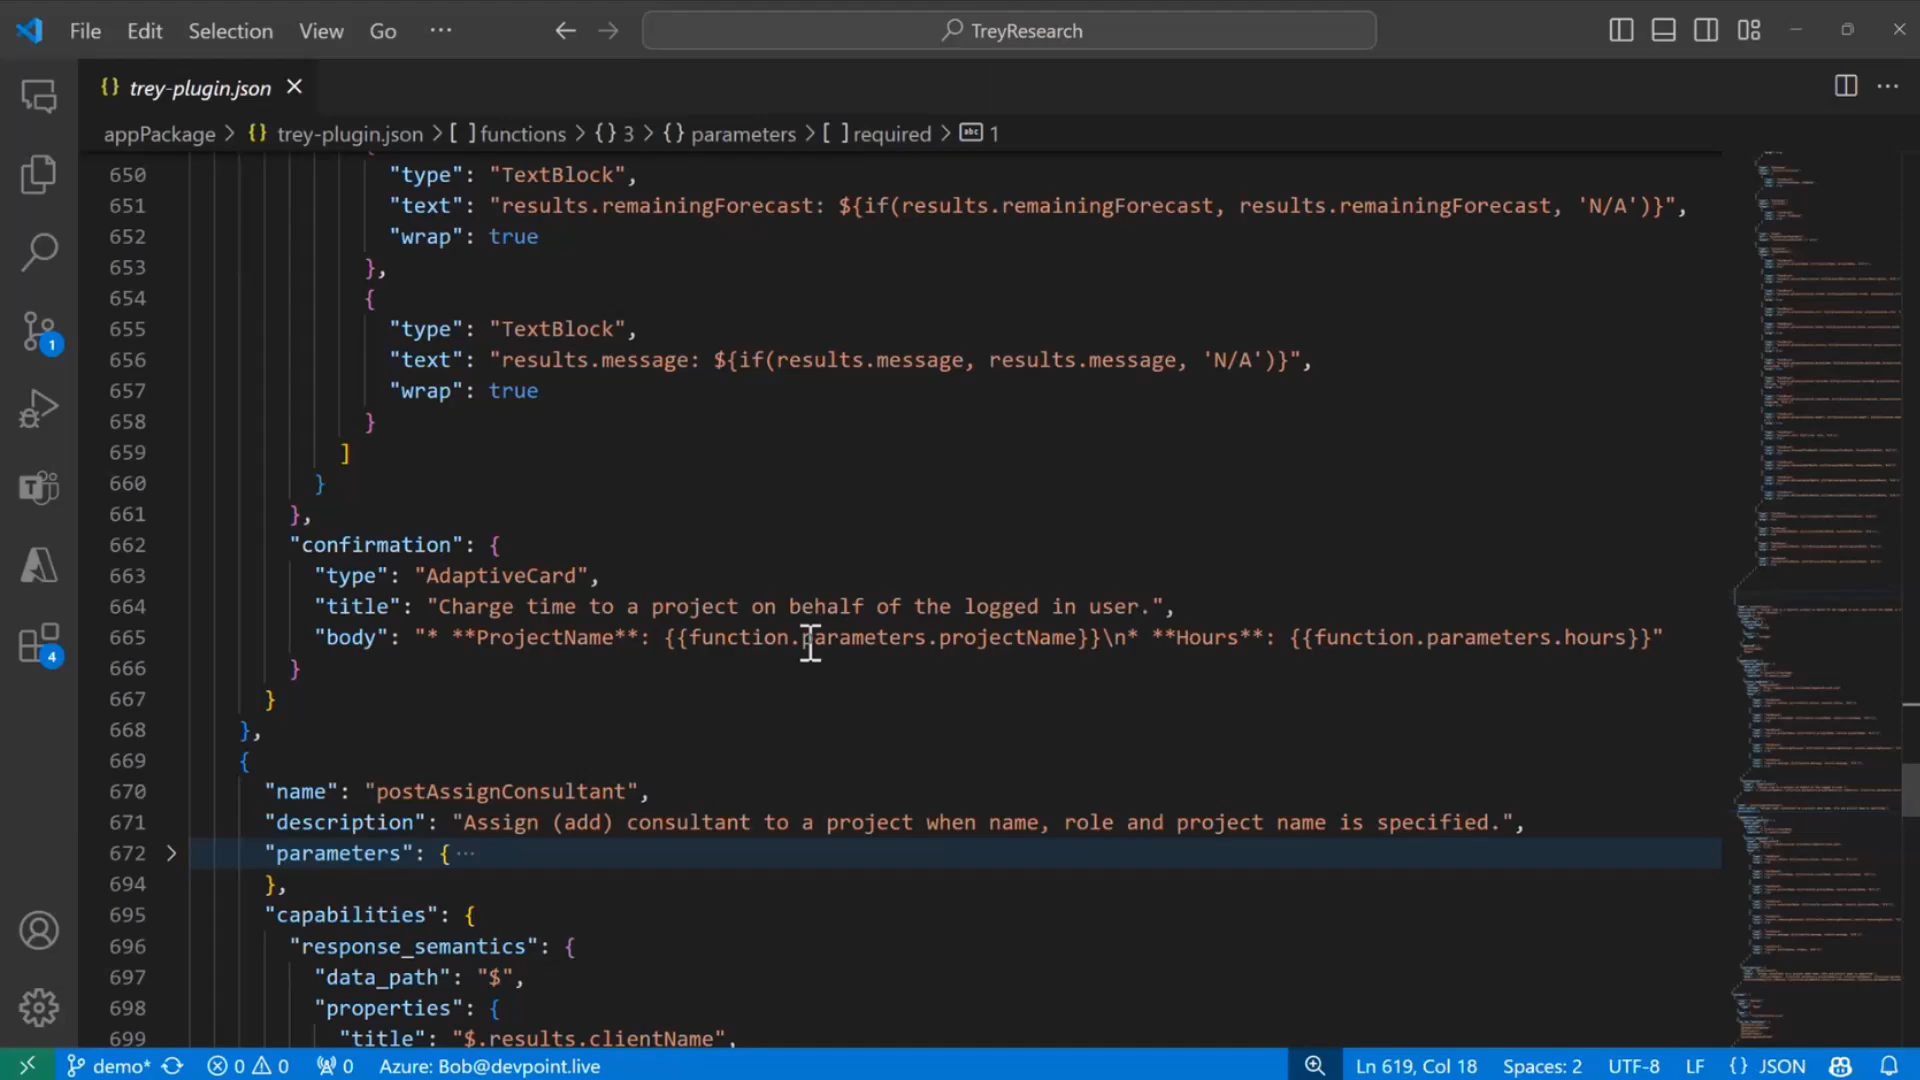 File Edit Selection View Go ··· TreyResearch
{} trey-plugin.json
appPackage > {} trey-plugin.json > [ ] functions > {} 3 > {} parameters > [ ] required > abc 1
650 "type": "TextBlock",
651 "text": "results.remainingForecast: ${if(results.remainingForecast, results.remainingForecast, 'N/A')}",
652 "wrap": true
653 },
654 {
655 "type": "TextBlock",
656 "text": "results.message: ${if(results.message, results.message, 'N/A')}",
657 "wrap": true
658 }
659 ]
660 }
661 },
662 "confirmation": {
663 "type": "AdaptiveCard",
664 "title": "Charge time to a project on behalf of the logged in user.",
665 "body": "* **ProjectName**: {{function.parameters.projectName}}\n* **Hours**: {{function.parameters.hours}}"
666 }
667 }
668 },
669 {
670 "name": "postAssignConsultant",
671 "description": "Assign (add) consultant to a project when name, role and project name is specified.",
672 "parameters": { ···
694 },
695 "capabilities": {
696 "response_semantics": {
697 "data_path": "$",
698 "properties": {
699 "title": "$.results.clientName",
1
4
demo* 0 0 0 Azure: Bob@devpoint.live Ln 619, Col 18 Spaces: 2 UTF-8 LF {} JSON